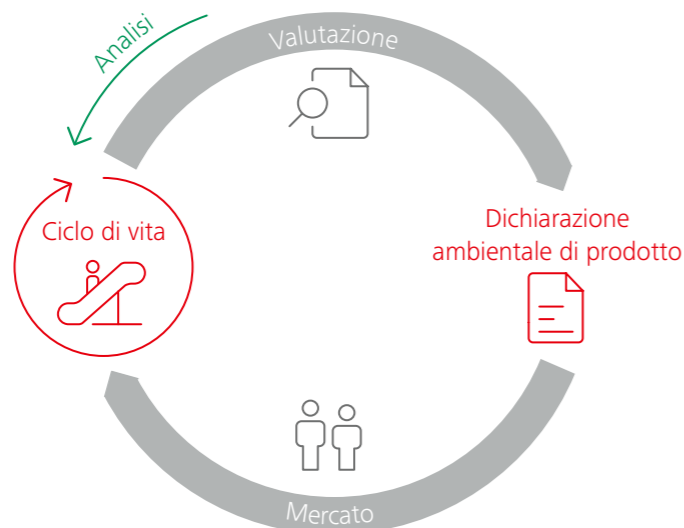 Analisi
Valutazione
Ciclo di vita
Dichiarazione
ambientale di prodotto
Mercato